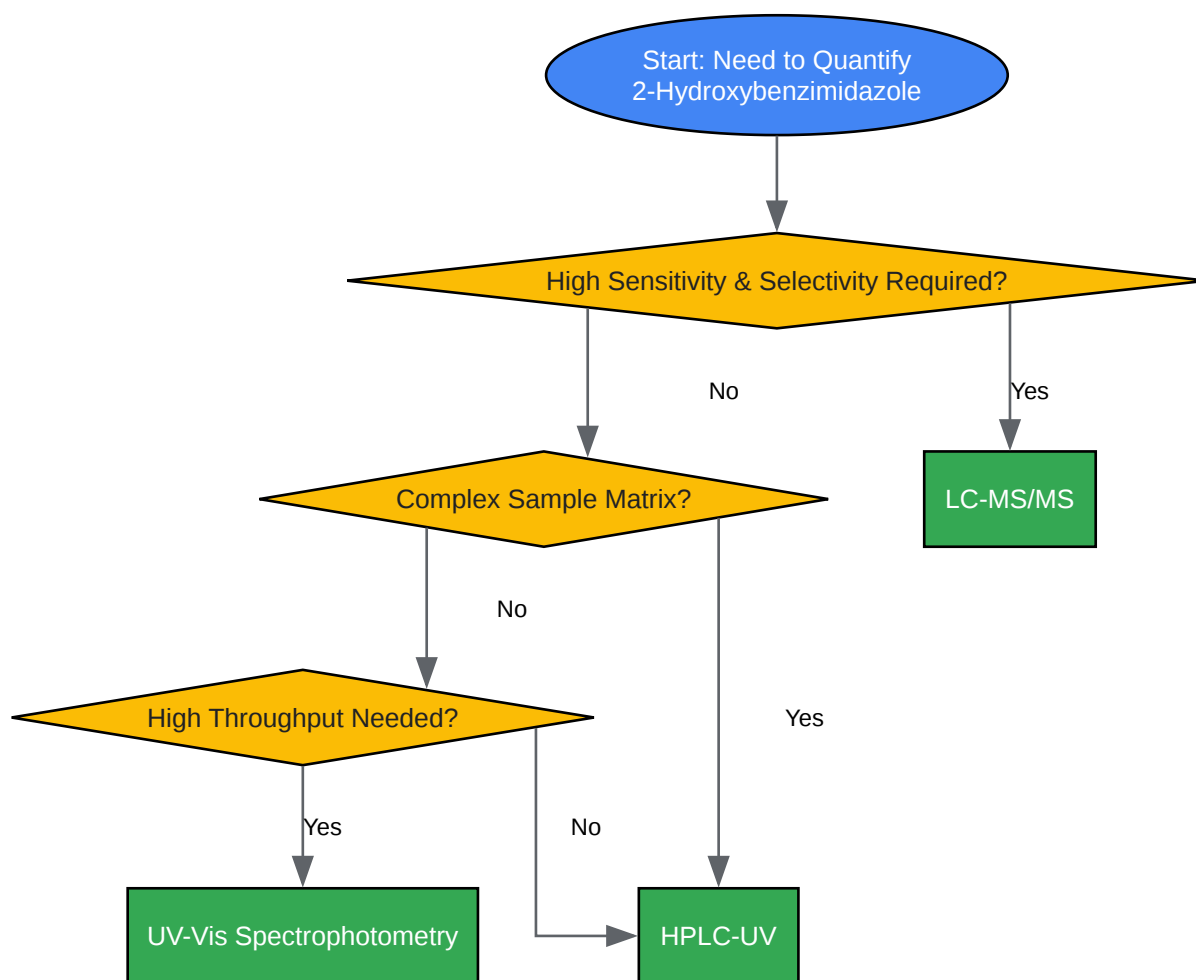 Start: Need to Quantify
2-Hydroxybenzimidazole
High Sensitivity & Selectivity Required?
No
Yes
Complex Sample Matrix?
LC-MS/MS
No
High Throughput Needed?
Yes
Yes
No
UV-Vis Spectrophotometry
HPLC-UV